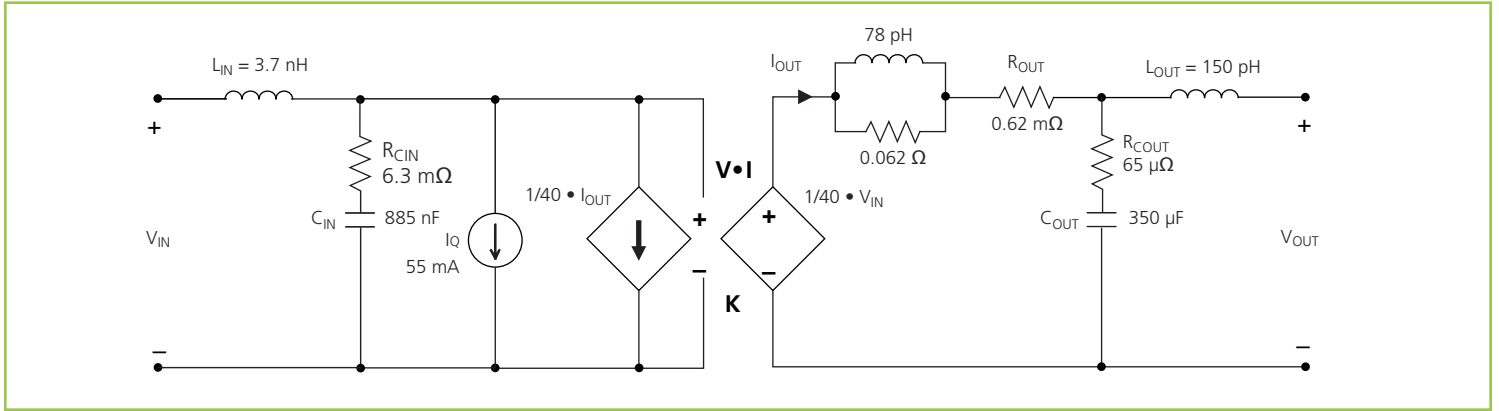 L_IN = 3.7 nH
+
R_CIN
6.3 mΩ
C_IN 885 nF
V_IN
I_Q
55 mA
1/40 • I_OUT
–
V•I
+
–
K
I_OUT
78 pH
0.062 Ω
R_OUT
0.62 mΩ
L_OUT = 150 pH
1/40 • V_IN
+
–
R_COUT
65 µΩ
C_OUT 350 µF
+
V_OUT
–